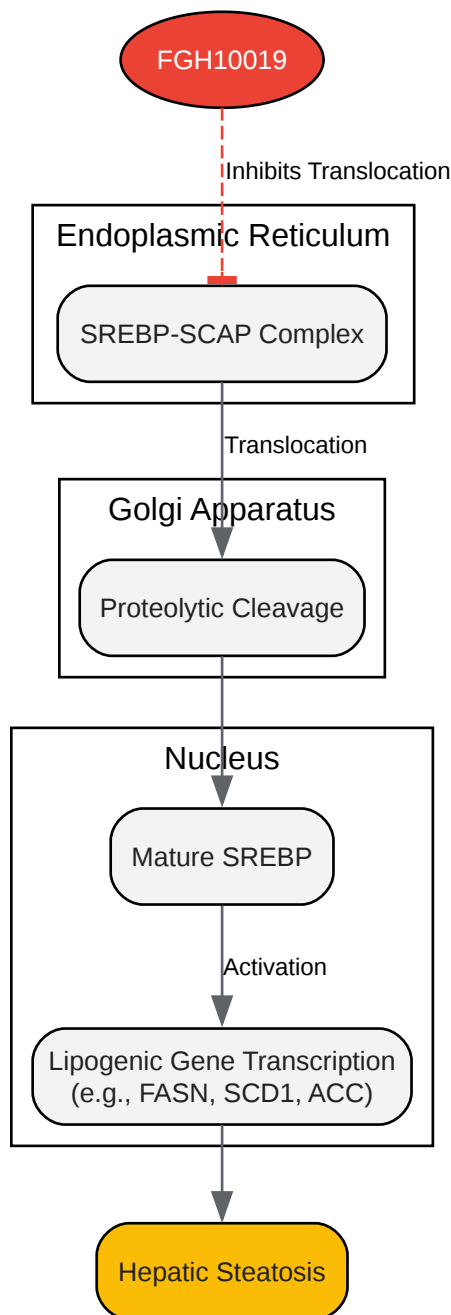 FGH10019
Inhibits Translocation
Endoplasmic Reticulum
SREBP-SCAP Complex
Translocation
Golgi Apparatus
Proteolytic Cleavage
Nucleus
Mature SREBP
Activation
Lipogenic Gene Transcription
(e.g., FASN, SCD1, ACC)
Hepatic Steatosis